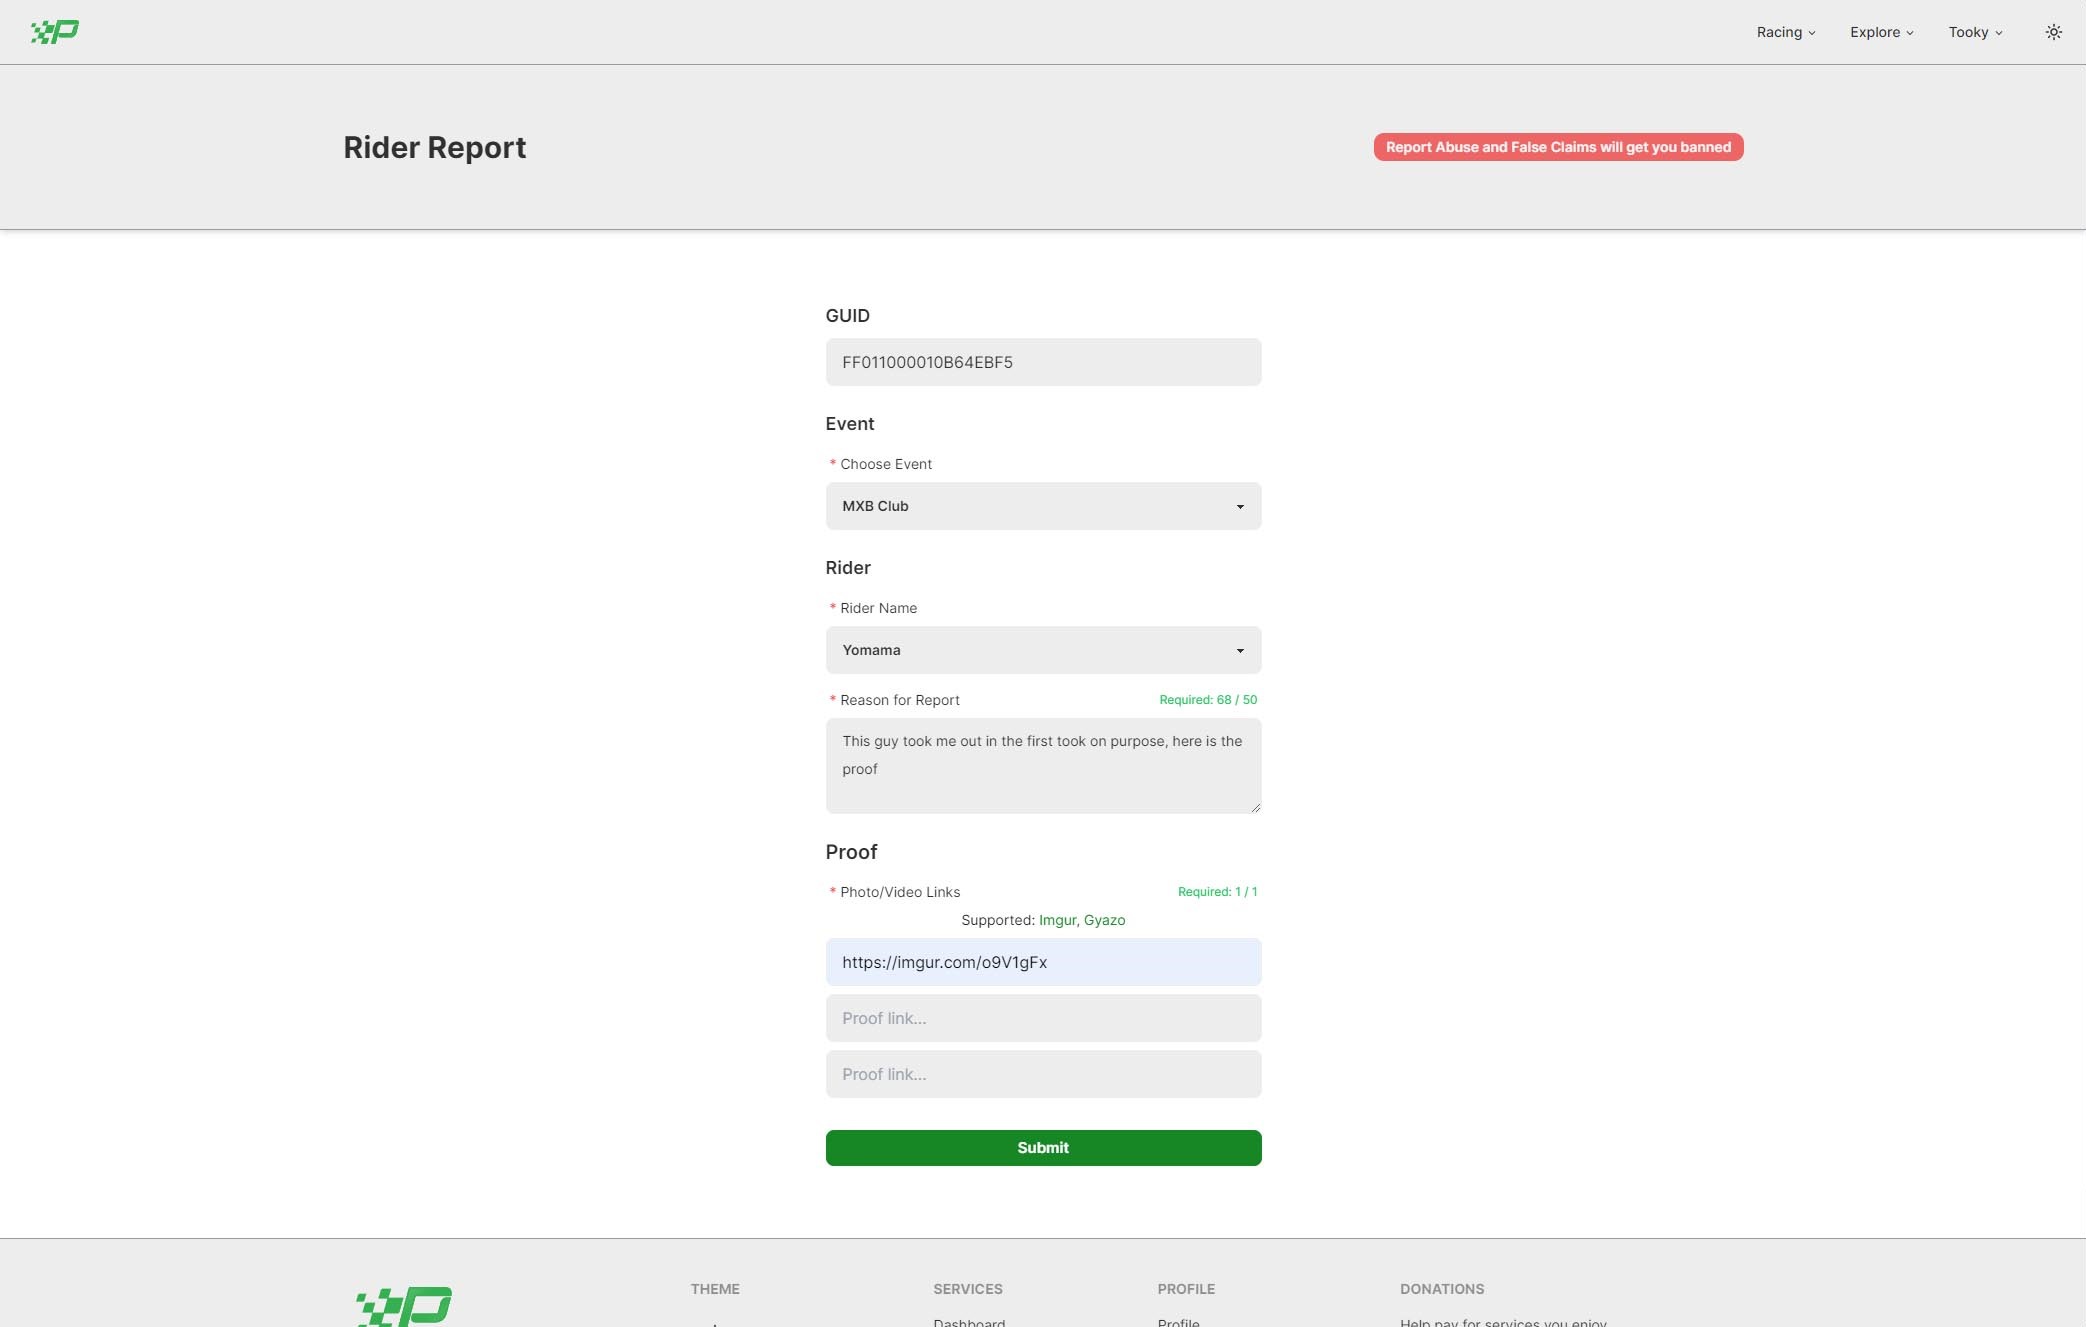 Racing
Explore
Tooky
Rider Report
Report Abuse and False Claims will get you banned
GUID
FF011000010B64EBF5
Event
* Choose Event
MXB Club
Rider
* Rider Name
Yomama
* Reason for Report
Required: 68 / 50
This guy took me out in the first took on purpose, here is the
proof
Proof
* Photo/Video Links
Required: 1 / 1
Supported: Imgur, Gyazo
https://imgur.com/o9V1gFx
Proof link...
Proof link...
Submit
THEME
SERVICES
PROFILE
DONATIONS
Dashboard
Profile
Help pay for services you enjoy